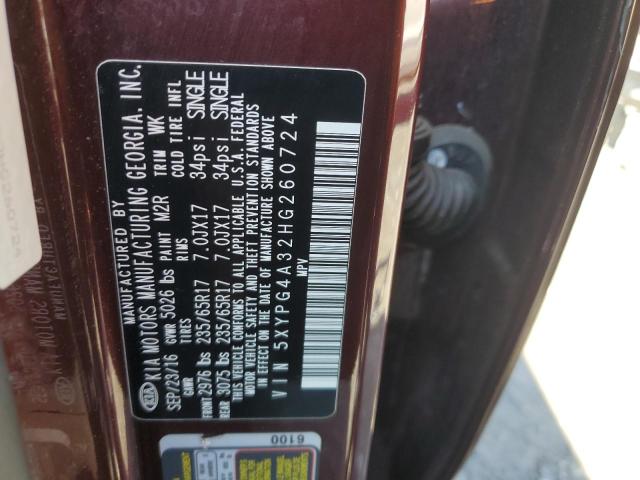 MANUFACTURED BY
KIA KIA MOTORS MANUFACTURING GEORGIA, INC.
SEP/23/16 GVWR 5026 lbs PAINT M2R TRIM WK
GAWR TIRES RIMS COLD TIRE INFL
FRONT 2976 lbs 235/65R17 7.0JX17 34psi SINGLE
REAR 3075 lbs 235/65R17 7.0JX17 34psi SINGLE
THIS VEHICLE CONFORMS TO ALL APPLICABLE U.S.A. FEDERAL
MOTOR VEHICLE SAFETY AND THEFT PREVENTION STANDARDS
IN EFFECT ON THE DATE OF MANUFACTURE SHOWN ABOVE.
VIN 5XYPG4A32HG260724
MPV
6100